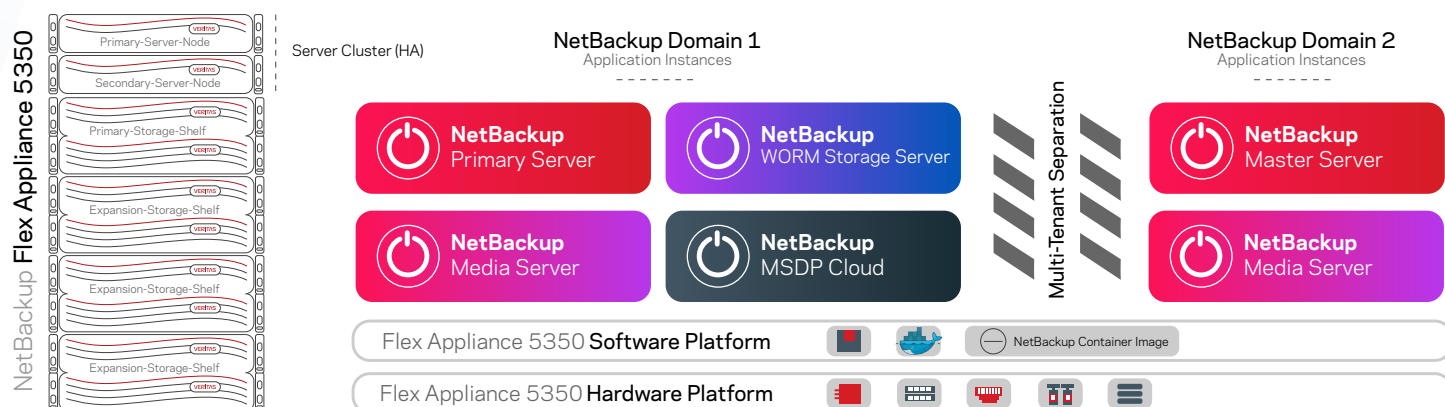 NetBackup Flex Appliance 5350
VERITAS
Primary-Server-Node
VERITAS
Secondary-Server-Node
VERITAS
Primary-Storage-Shelf
VERITAS
VERITAS
Expansion-Storage-Shelf
VERITAS
VERITAS
Expansion-Storage-Shelf
VERITAS
VERITAS
Expansion-Storage-Shelf
VERITAS
Server Cluster (HA)
NetBackup Domain 1
Application Instances
NetBackup
Primary Server
NetBackup
WORM Storage Server
NetBackup
Media Server
NetBackup
MSDP Cloud
Multi-Tenant Separation
NetBackup Domain 2
Application Instances
NetBackup
Master Server
NetBackup
Media Server
Flex Appliance 5350 Software Platform
NetBackup Container Image
Flex Appliance 5350 Hardware Platform